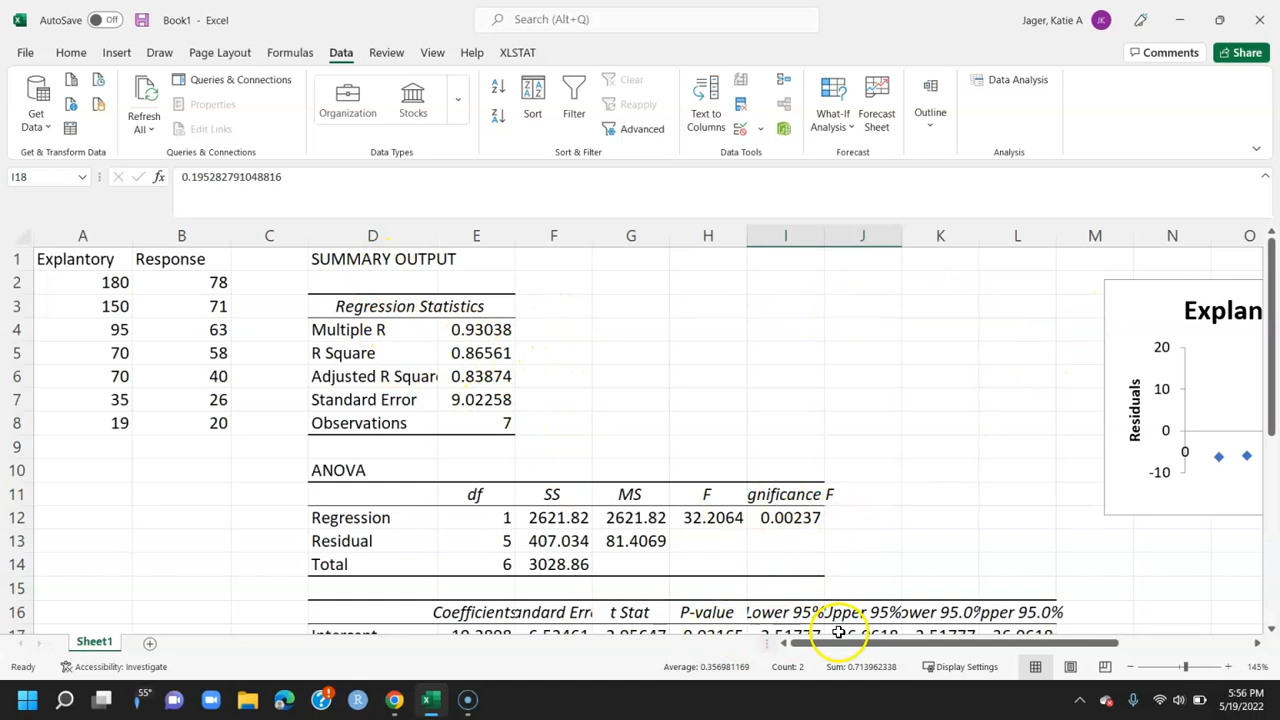 AutoSave Off Book1 - Excel Search (Alt+Q) Jager, Katie A JK
File Home Insert Draw Page Layout Formulas Data Review View Help XLSTAT Comments Share
Get Data Refresh All Queries & Connections Properties Edit Links Organization Stocks Sort Filter Clear Reapply Advanced Text to Columns What-If Analysis Forecast Sheet Outline Data Analysis
Get & Transform Data Queries & Connections Data Types Sort & Filter Data Tools Forecast Analysis
I18 fx 0.195282791048816
A B C D E F G H I J K L M N O
1 Explantory Response SUMMARY OUTPUT
2 180 78
3 150 71 Regression Statistics
4 95 63 Multiple R 0.93038
5 70 58 R Square 0.86561
6 70 40 Adjusted R Squar 0.83874
7 35 26 Standard Error 9.02258
8 19 20 Observations 7
9
10 ANOVA
11 df SS MS F gnificance F
12 Regression 1 2621.82 2621.82 32.2064 0.00237
13 Residual 5 407.034 81.4069
14 Total 6 3028.86
15
16 Coefficients andard Erro t Stat P-value Lower 95% Upper 95% ower 95.0% pper 95.0%
17 Intercept
Explan
Residuals
20
10
0
-10
0
Sheet1
Ready Accessibility: Investigate Average: 0.356981169 Count: 2 Sum: 0.713962338 Display Settings 145%
55° 5:56 PM
5/19/2022